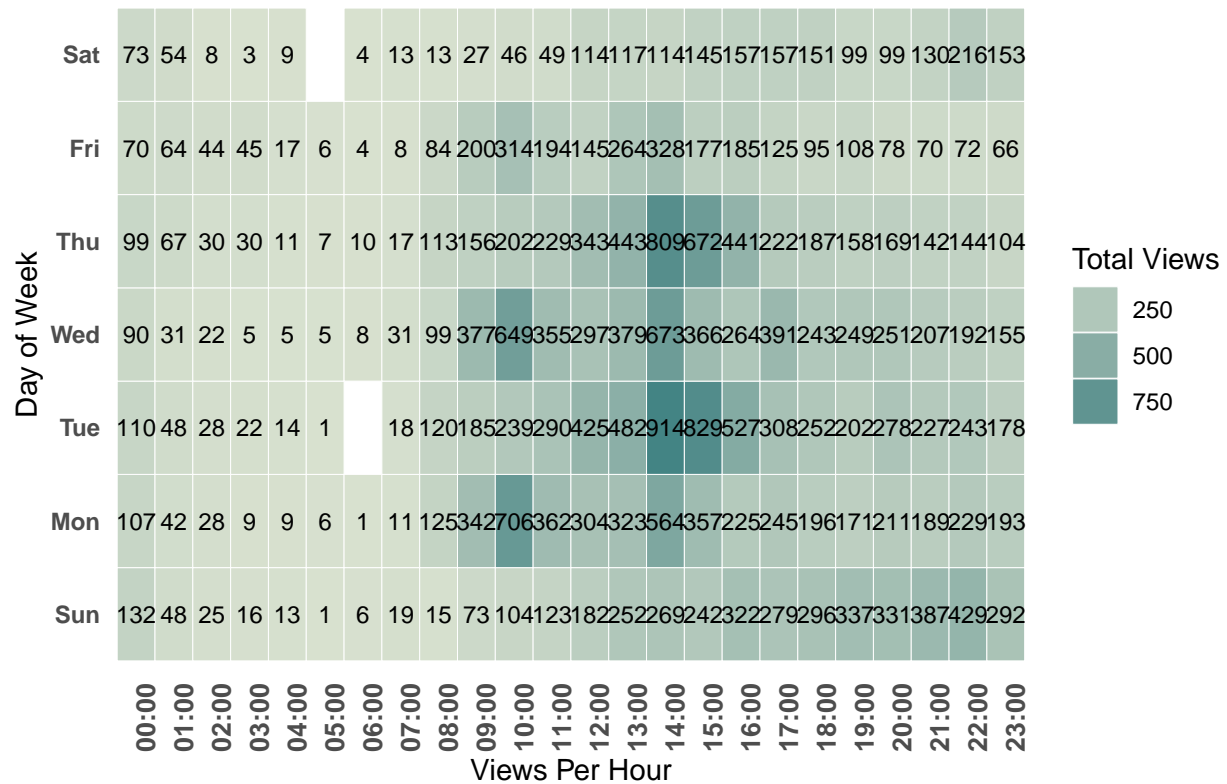 Sat 73 54 8 3 9 4 13 13 27 46 49 114 117 114 145 157 157 151 99 99 130 216 153
Fri 70 64 44 45 17 6 4 8 84 200 314 194 145 264 328 177 185 125 95 108 78 70 72 66
Thu 99 67 30 30 11 7 10 17 113 156 202 229 343 443 809 672 441 222 187 158 169 142 144 104
Wed 90 31 22 5 5 5 8 31 99 377 649 355 297 379 673 366 264 391 243 249 251 207 192 155
Tue 110 48 28 22 14 1 18 120 185 239 290 425 482 914 829 527 308 252 202 278 227 243 178
Mon 107 42 28 9 9 6 1 11 125 342 706 362 304 323 564 357 225 245 196 171 211 189 229 193
Sun 132 48 25 16 13 1 6 19 15 73 104 123 182 252 269 242 322 279 296 337 331 387 429 292
Day of Week
00:00 01:00 02:00 03:00 04:00 05:00 06:00 07:00 08:00 09:00 10:00 11:00 12:00 13:00 14:00 15:00 16:00 17:00 18:00 19:00 20:00 21:00 22:00 23:00
Views Per Hour
Total Views
250
500
750